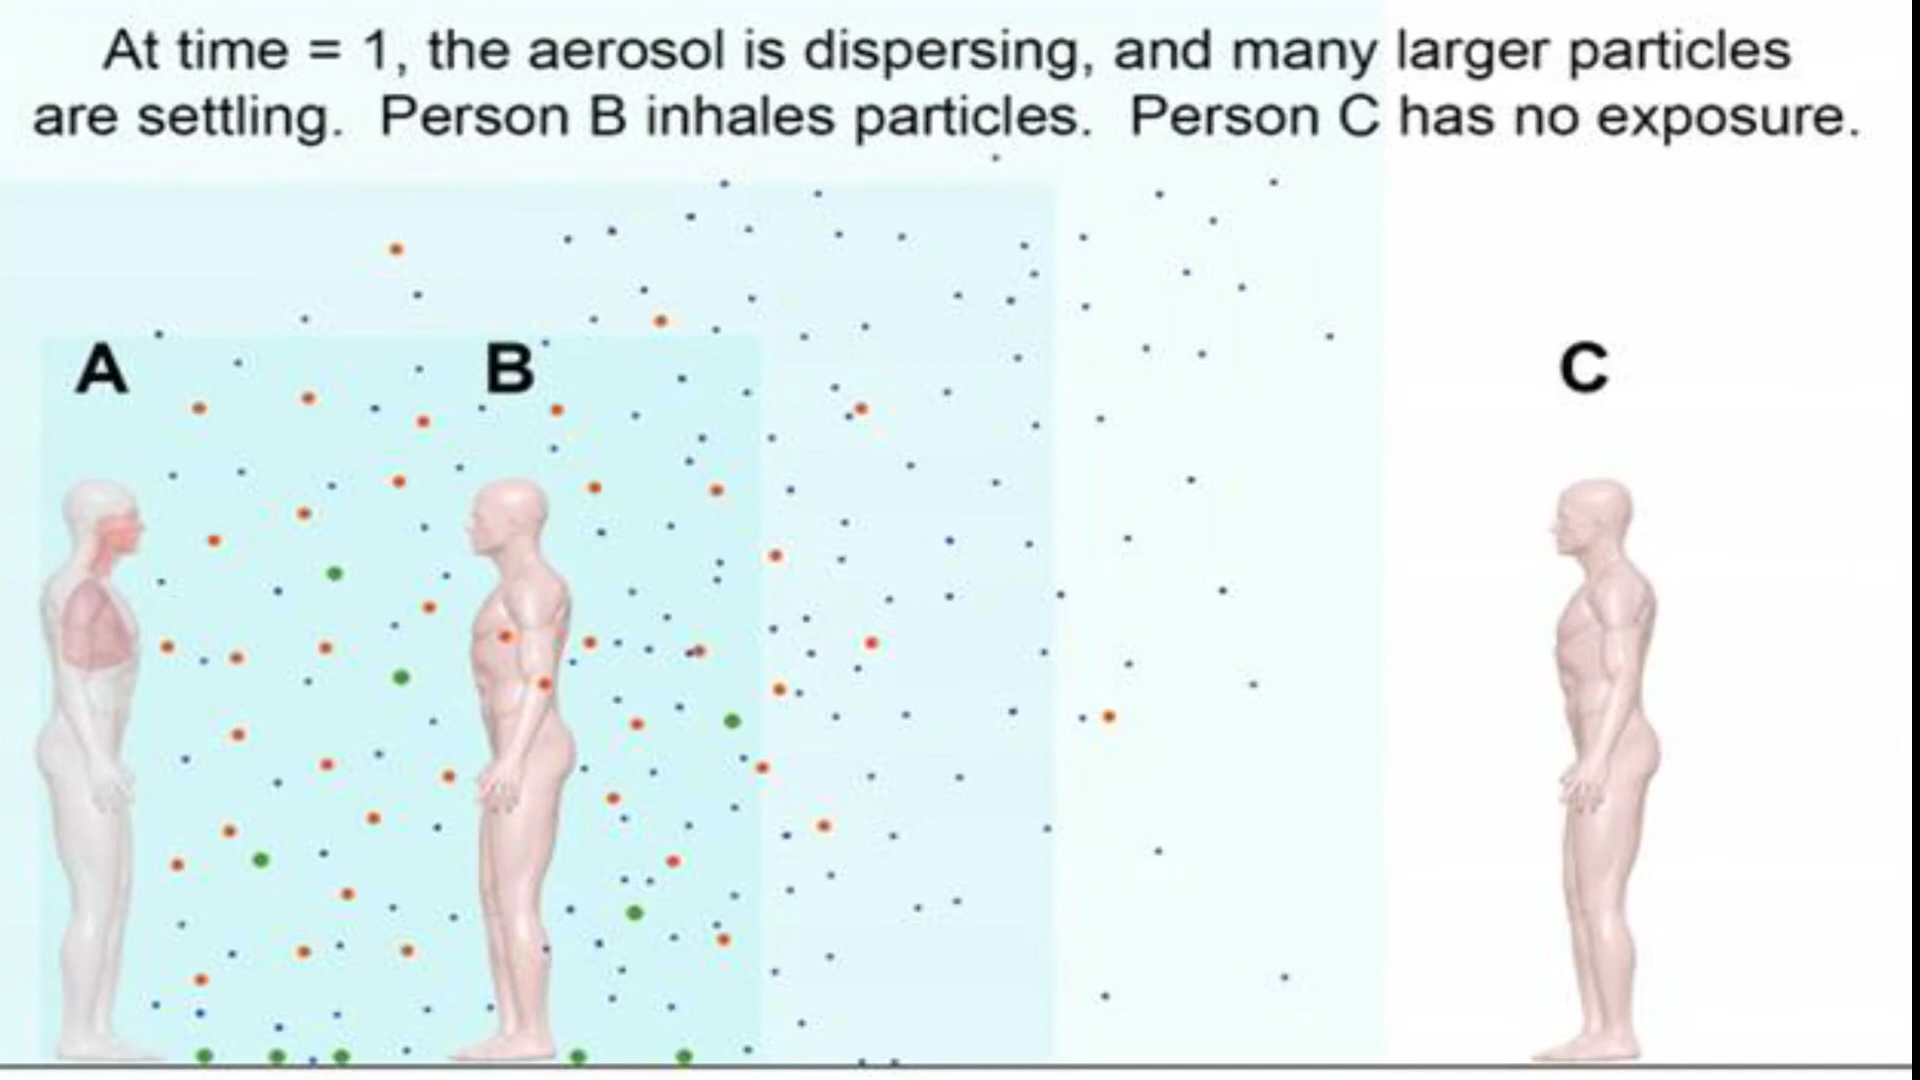 At time = 1, the aerosol is dispersing, and many larger particles
are settling. Person B inhales particles. Person C has no exposure.
A B C